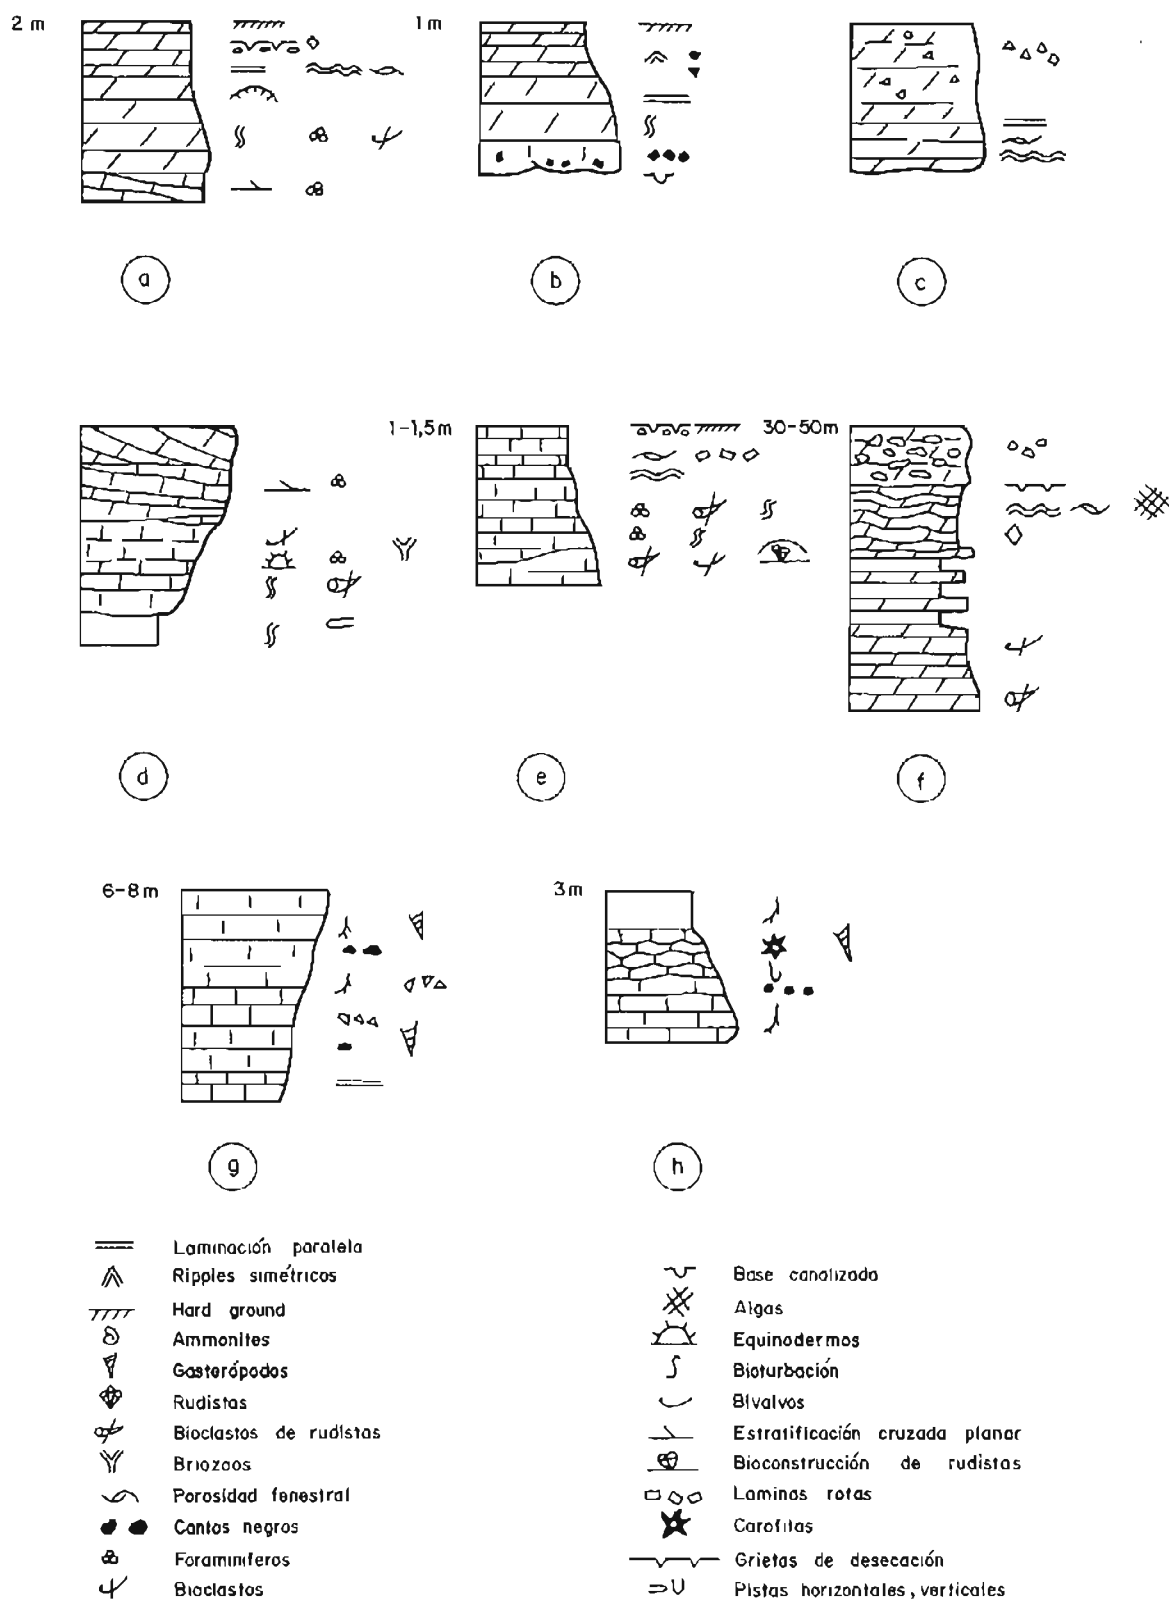 2 m
1 m
a
b
c
1-1,5m
30-50m
d
e
f
6-8m
3m
g
h
Laminación paralela
Ripples simétricos
Hard ground
Ammonites
Gasterópodos
Rudistas
Bioclastos de rudistas
Briozoos
Porosidad fenestral
Cantos negros
Foraminíferos
Bioclastos
Base canalizada
Algas
Equinodermos
Bioturbación
Bivalvos
Estratificación cruzada planar
Bioconstrucción de rudistas
Laminas rotas
Carofitas
Grietas de desecación
Pistas horizontales, verticales